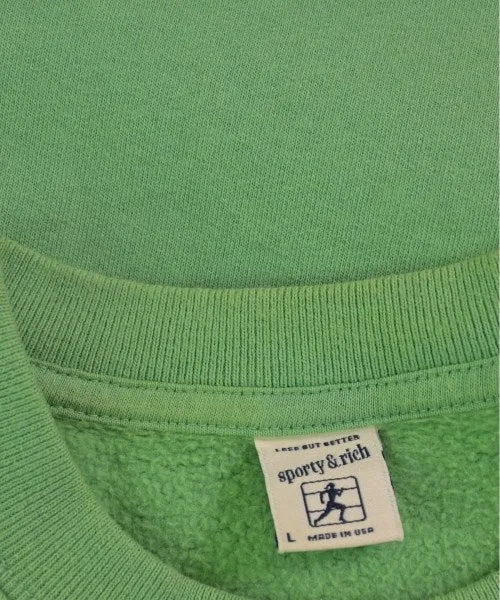 LESS BUT BETTER
sporty & rich
L MADE IN USA